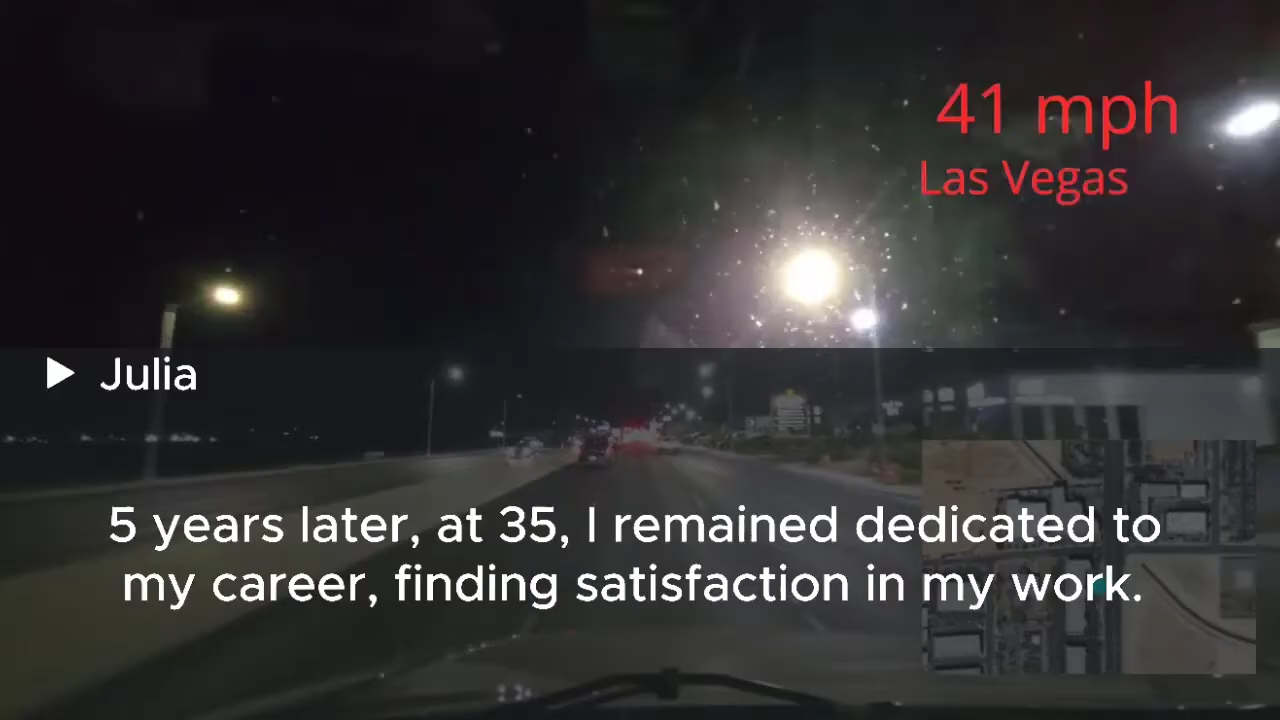 41 mph
Las Vegas
Julia
5 years later, at 35, I remained dedicated to
my career, finding satisfaction in my work.